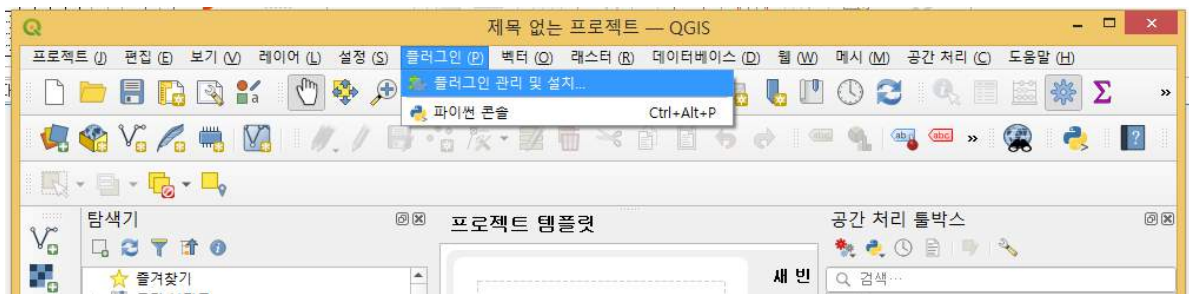 제목 없는 프로젝트 — QGIS
프로젝트 (J) 편집 (E) 보기 (V) 레이어 (L) 설정 (S) 플러그인 (P) 벡터 (O) 래스터 (R) 데이터베이스 (D) 웹 (W) 메시 (M) 공간 처리 (C) 도움말 (H)
플러그인 관리 및 설치...
파이썬 콘솔 Ctrl+Alt+P
탐색기
프로젝트 템플릿
공간 처리 툴박스
즐겨찾기
새 빈
검색…